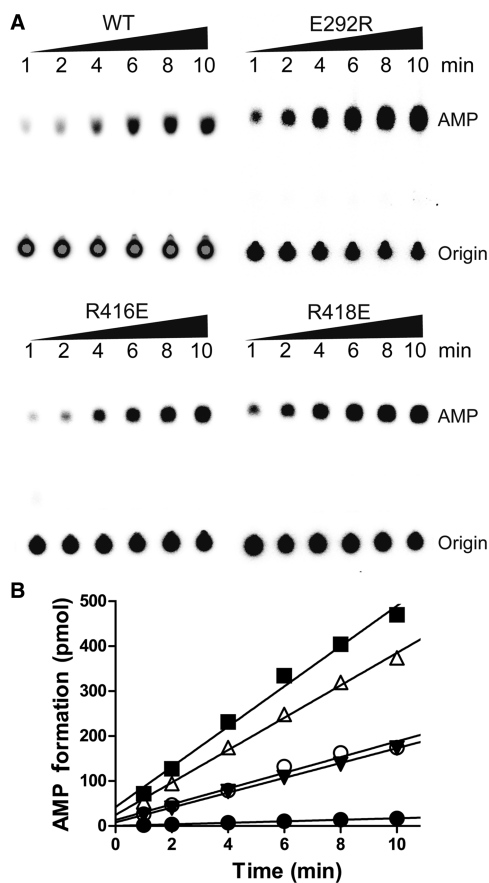 A
WT E292R
1 2 4 6 8 10 1 2 4 6 8 10 min
AMP
Origin
R416E R418E
1 2 4 6 8 10 1 2 4 6 8 10 min
AMP
Origin
B
AMP formation (pmol)
500
400
300
200
100
0
0 2 4 6 8 10
Time (min)